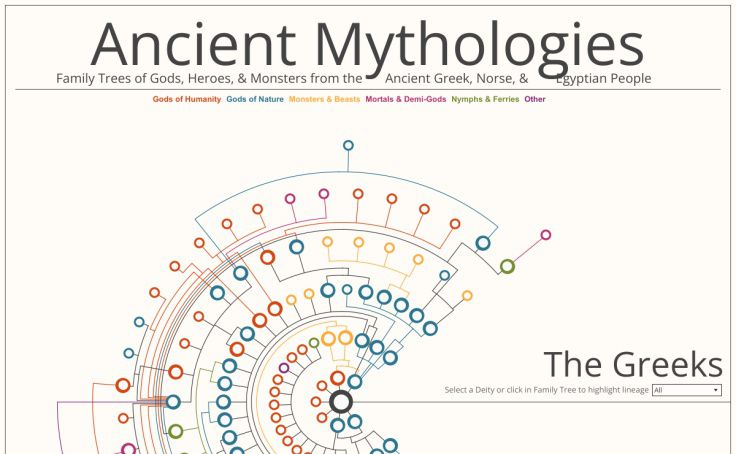 Ancient Mythologies
Family Trees of Gods, Heroes, & Monsters from the Ancient Greek, Norse, & Egyptian People
Gods of Humanity Gods of Nature Monsters & Beasts Mortals & Demi-Gods Nymphs & Ferries Other
The Greeks
Select a Deity or click in Family Tree to highlight lineage All